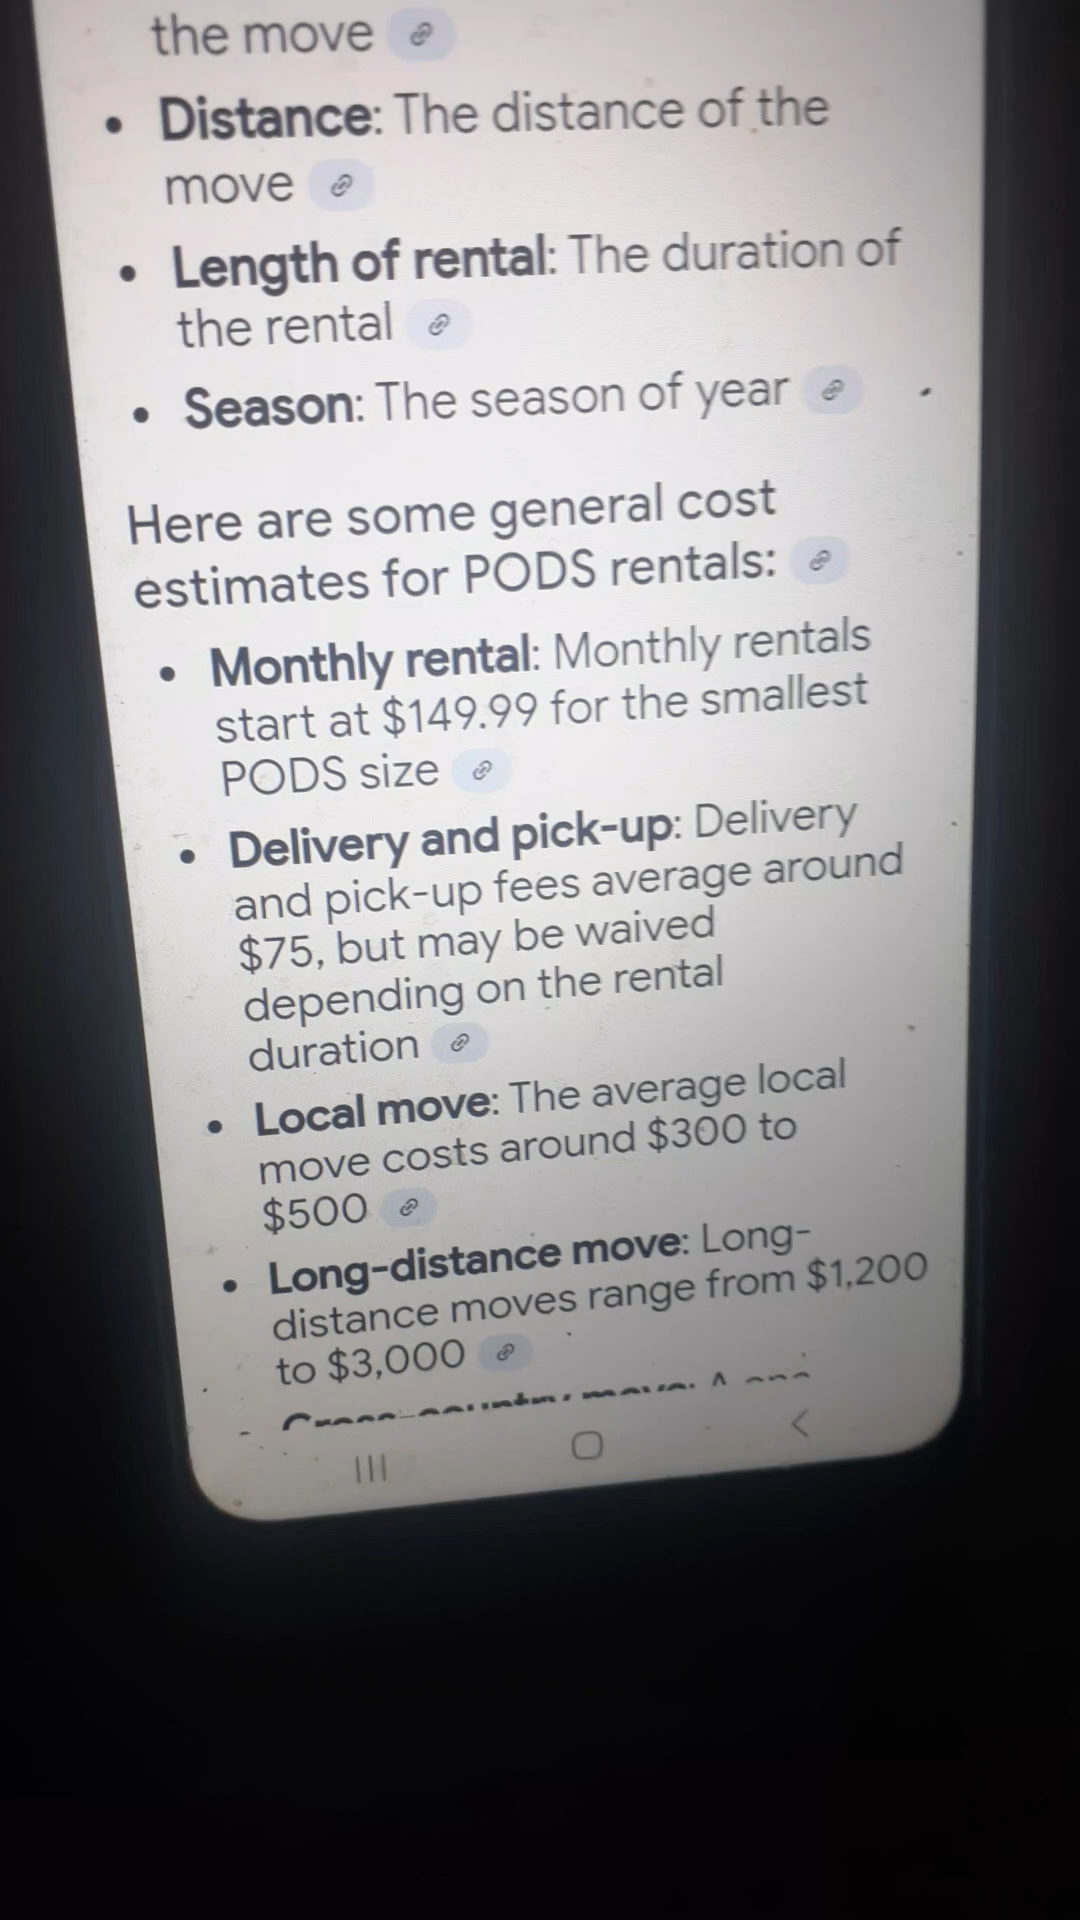 the move
• Distance: The distance of the
move
• Length of rental: The duration of
the rental
• Season: The season of year
Here are some general cost
estimates for PODS rentals:
• Monthly rental: Monthly rentals
start at $149.99 for the smallest
PODS size
• Delivery and pick-up: Delivery
and pick-up fees average around
$75, but may be waived
depending on the rental
duration
• Local move: The average local
move costs around $300 to
$500
• Long-distance move: Long-
distance moves range from $1,200
to $3,000